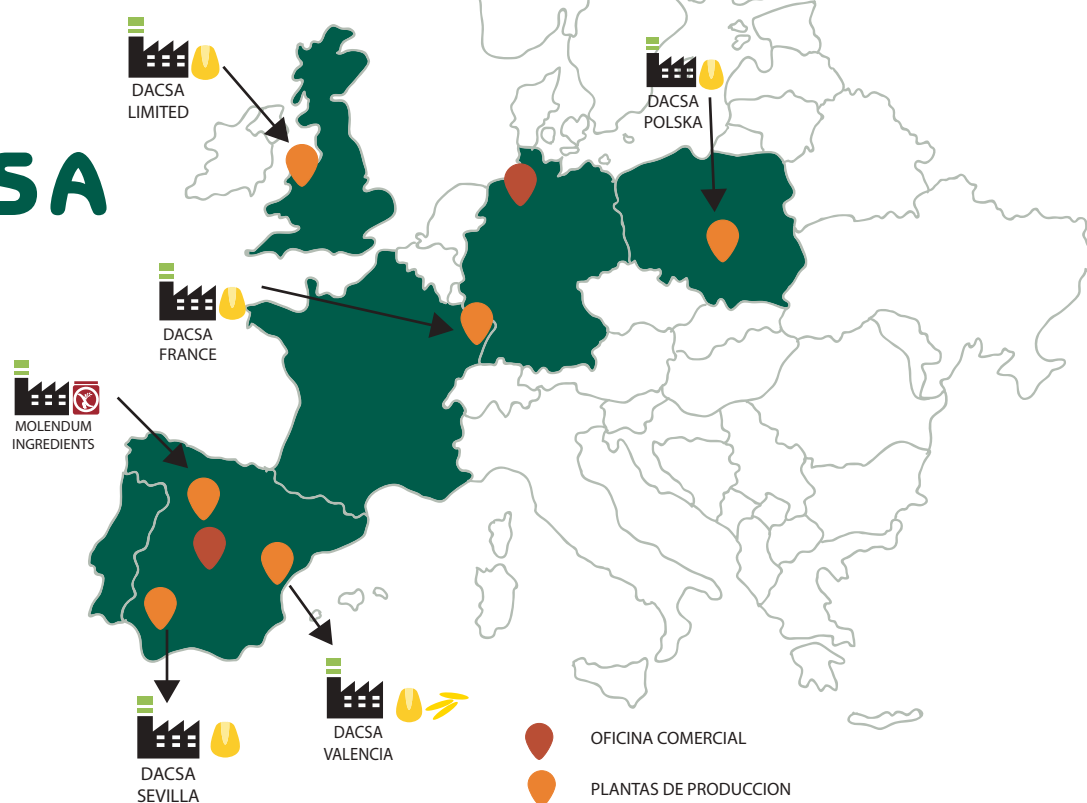 DACSA
LIMITED
DACSA
POLSKA
SA
DACSA
FRANCE
MOLENDUM
INGREDIENTS
DACSA
VALENCIA
DACSA
SEVILLA
OFICINA COMERCIAL
PLANTAS DE PRODUCCION